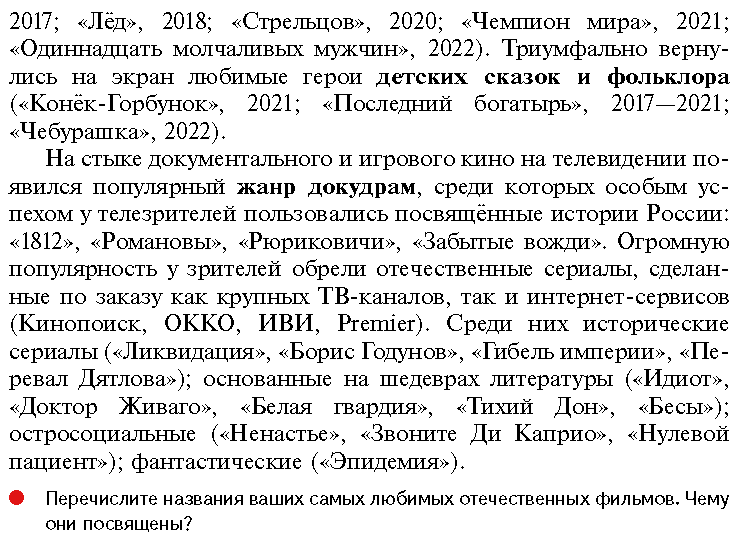 2017; «Лёд», 2018; «Стрельцов», 2020; «Чемпион мира», 2021;
«Одиннадцать молчаливых мужчин», 2022). Триумфально верну-
лись на экран любимые герои детских сказок и фольклора
(«Конёк-Горбунок», 2021; «Последний богатырь», 2017—2021;
«Чебурашка», 2022).
На стыке документального и игрового кино на телевидении по-
явился популярный жанр докудрам, среди которых особым ус-
пехом у телезрителей пользовались посвящённые истории России:
«1812», «Романовы», «Рюриковичи», «Забытые вожди». Огромную
популярность у зрителей обрели отечественные сериалы, сделан-
ные по заказу как крупных ТВ-каналов, так и интернет-сервисов
(Кинопоиск, ОККО, ИВИ, Premier). Среди них исторические
сериалы («Ликвидация», «Борис Годунов», «Гибель империи», «Пе-
ревал Дятлова»); основанные на шедеврах литературы («Идиот»,
«Доктор Живаго», «Белая гвардия», «Тихий Дон», «Бесы»);
остросоциальные («Ненастье», «Звоните Ди Каприо», «Нулевой
пациент»); фантастические («Эпидемия»).
Перечислите названия ваших самых любимых отечественных фильмов. Чему
они посвящены?